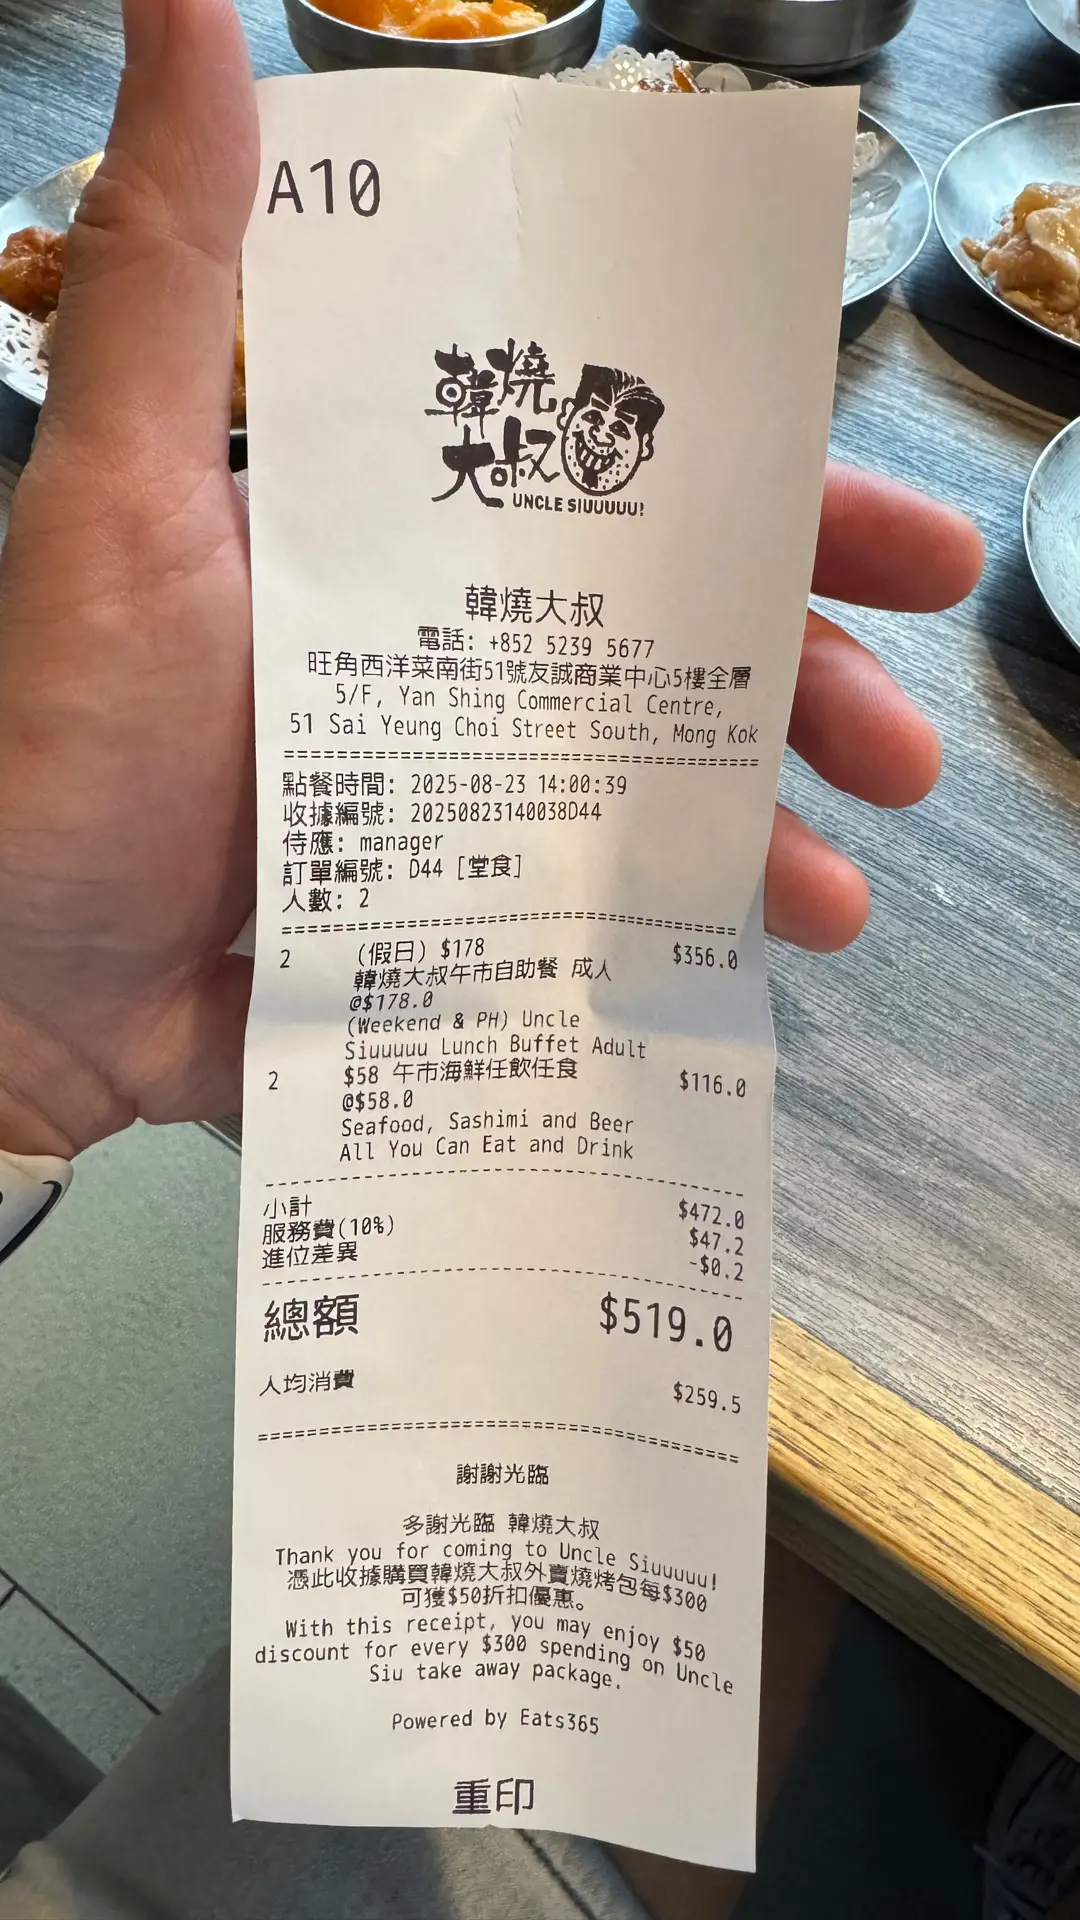 A10
韓燒
大叔
UNCLE SIUUUUU!
韓燒大叔
電話: +852 5239 5677
旺角西洋菜南街51號友誠商業中心5樓全層
5/F, Yan Shing Commercial Centre,
51 Sai Yeung Choi Street South, Mong Kok
點餐時間: 2025-08-23 14:00:39
收據編號: 20250823140038D44
侍應: manager
訂單編號: D44 [堂食]
人數: 2
2 (假日) $178 $356.0
韓燒大叔午市自助餐 成人
@$178.0
(Weekend & PH) Uncle
Siuuuuu Lunch Buffet Adult
2 $58 午市海鮮任飲任食 $116.0
@$58.0
Seafood, Sashimi and Beer
All You Can Eat and Drink
小計 $472.0
服務費(10%) $47.2
進位差異 -$0.2
總額 $519.0
人均消費 $259.5
謝謝光臨
多謝光臨 韓燒大叔
Thank you for coming to Uncle Siuuuuu!
憑此收據購買韓燒大叔外賣燒烤包每$300
可獲$50折扣優惠。
With this receipt, you may enjoy $50
discount for every $300 spending on Uncle
Siu take away package.
Powered by Eats365
重印